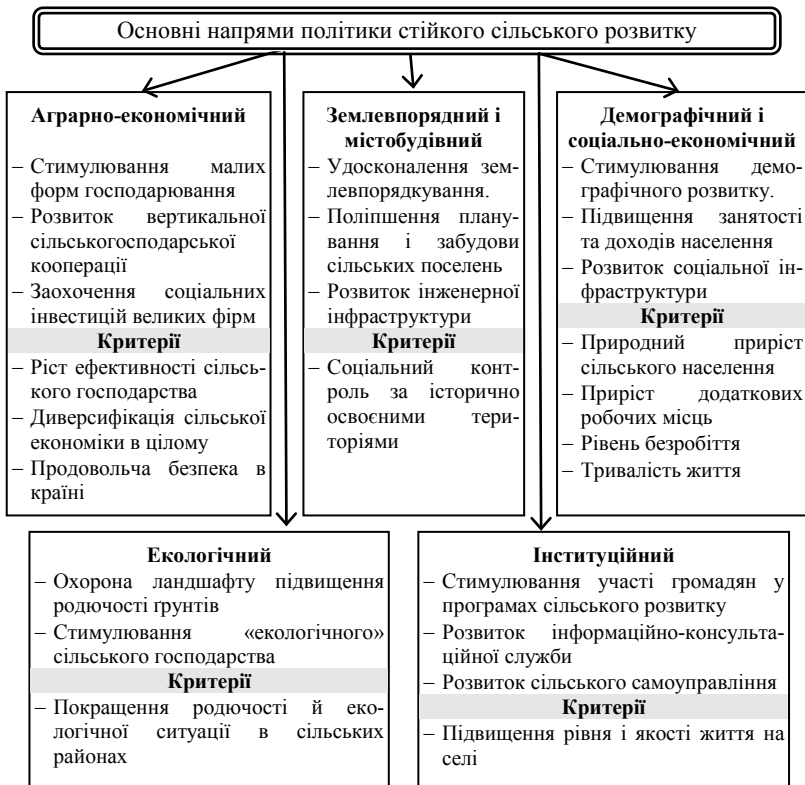 Основні напрями політики стійкого сільського розвитку
Аграрно-економічний
– Стимулювання малих
форм господарювання
– Розвиток вертикальної
сільськогосподарської
кооперації
– Заохочення соціальних
інвестицій великих фірм
Критерії
– Ріст ефективності сільсь-
кого господарства
– Диверсифікація сільської
економіки в цілому
– Продовольча безпека в
країні
Землевпорядний і
містобудівний
– Удосконалення зем-
левпорядкування.
– Поліпшення плану-
вання і забудови
сільських поселень
– Розвиток інженерної
інфраструктури
Критерії
– Соціальний конт-
роль за історично
освоєними тери-
торіями
Демографічний і
соціально-економічний
– Стимулювання демо-
графічного розвитку.
– Підвищення занятості
та доходів населення
– Розвиток соціальної ін-
фраструктури
Критерії
– Природний приріст
сільського населення
– Приріст додаткових
робочих місць
– Рівень безробіття
– Тривалість життя
Екологічний
– Охорона ландшафту підвищення
родючості ґрунтів
– Стимулювання «екологічного»
сільського господарства
Критерії
– Покращення родючості й еко-
логічної ситуації в сільських
районах
Інституційний
– Стимулювання участі громадян у
програмах сільського розвитку
– Розвиток інформаційно-консульта-
ційної служби
– Розвиток сільського самоуправління
Критерії
– Підвищення рівня і якості життя на
селі